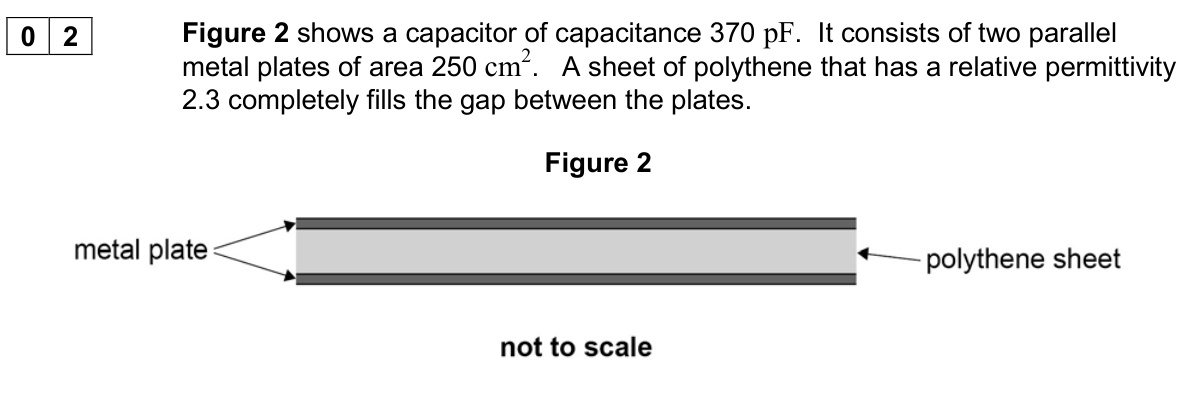 0 2 Figure 2 shows a capacitor of capacitance 370 pF. It consists of two parallel
metal plates of area 250 cm². A sheet of polythene that has a relative permittivity
2.3 completely fills the gap between the plates.
Figure 2
metal plate
polythene sheet
not to scale